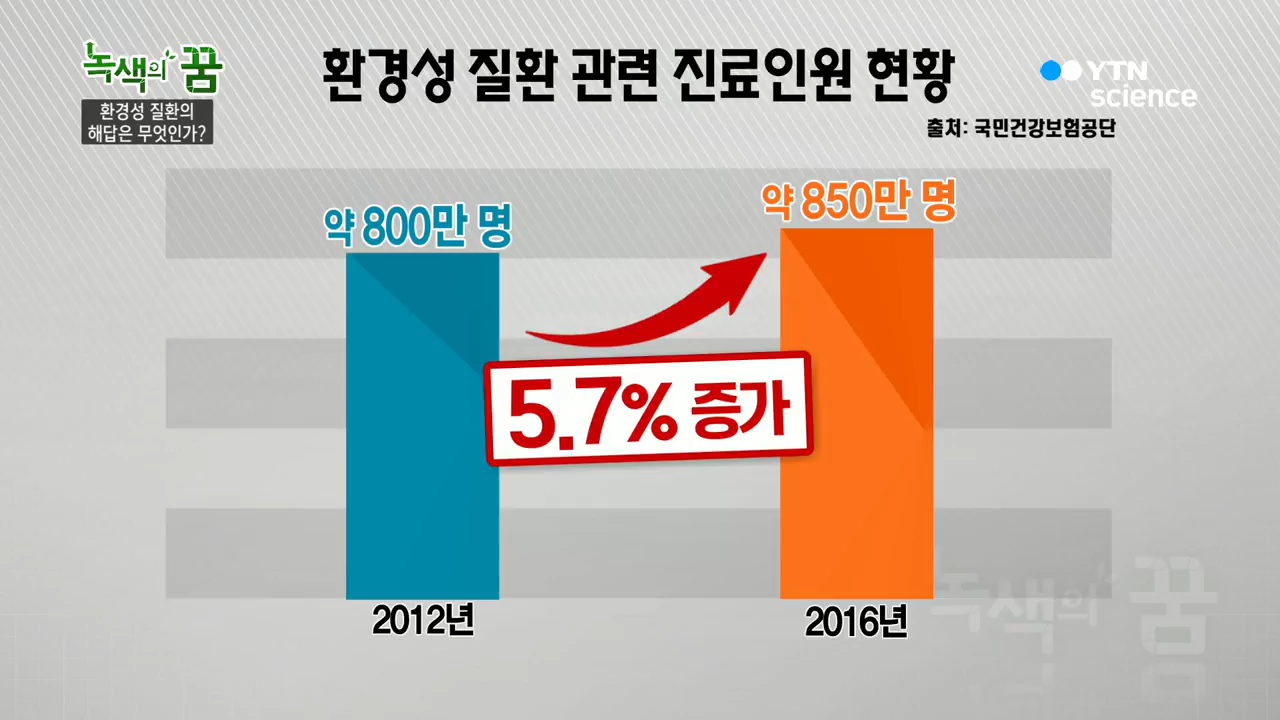 녹색의 꿈
환경성 질환의
해답은 무엇인가?
환경성 질환 관련 진료인원 현황
YTN
science
출처: 국민건강보험공단
약 800만 명
약 850만 명
5.7% 증가
2012년
2016년
녹색의 꿈